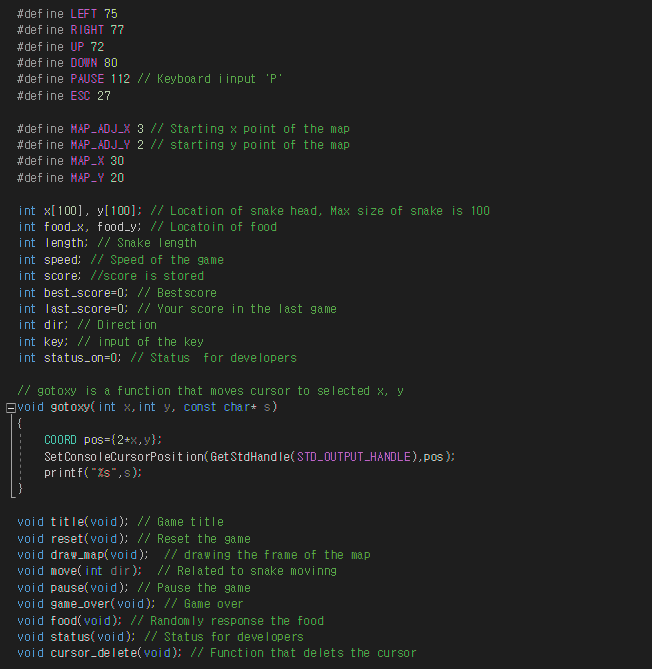 #define LEFT 75
#define RIGHT 77
#define UP 72
#define DOWN 80
#define PAUSE 112 // Keyboard iinput 'P'
#define ESC 27
#define MAP_ADJ_X 3 // Starting x point of the map
#define MAP_ADJ_Y 2 // starting y point of the map
#define MAP_X 30
#define MAP_Y 20
int x[100], y[100]; // Location of snake head, Max size of snake is 100
int food_x, food_y; // Locatoin of food
int length; // Snake length
int speed; // Speed of the game
int score; //score is stored
int best_score=0; // Bestscore
int last_score=0; // Your score in the last game
int dir; // Direction
int key; // input of the key
int status_on=0; // Status  for developers
// gotoxy is a function that moves cursor to selected x, y
void gotoxy(int x,int y, const char* s)
{
COORD pos={2*x,y};
SetConsoleCursorPosition(GetStdHandle(STD_OUTPUT_HANDLE),pos);
printf("%s",s);
}
void title(void); // Game title
void reset(void); // Reset the game
void draw_map(void);  // drawing the frame of the map
void move(int dir);  // Related to snake movinng
void pause(void); // Pause the game
void game_over(void); // Game over
void food(void); // Randomly response the food
void status(void); // Status for developers
void cursor_delete(void); // Function that delets the cursor